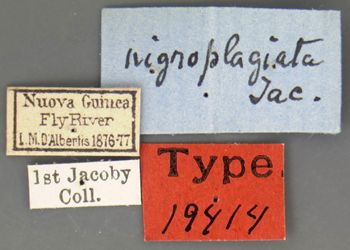 nigroplagiata
Jac.
Nuova Guinea
Fly River
L. M. D'Albertis 1876-77
1st Jacoby
Coll.
Type
19414